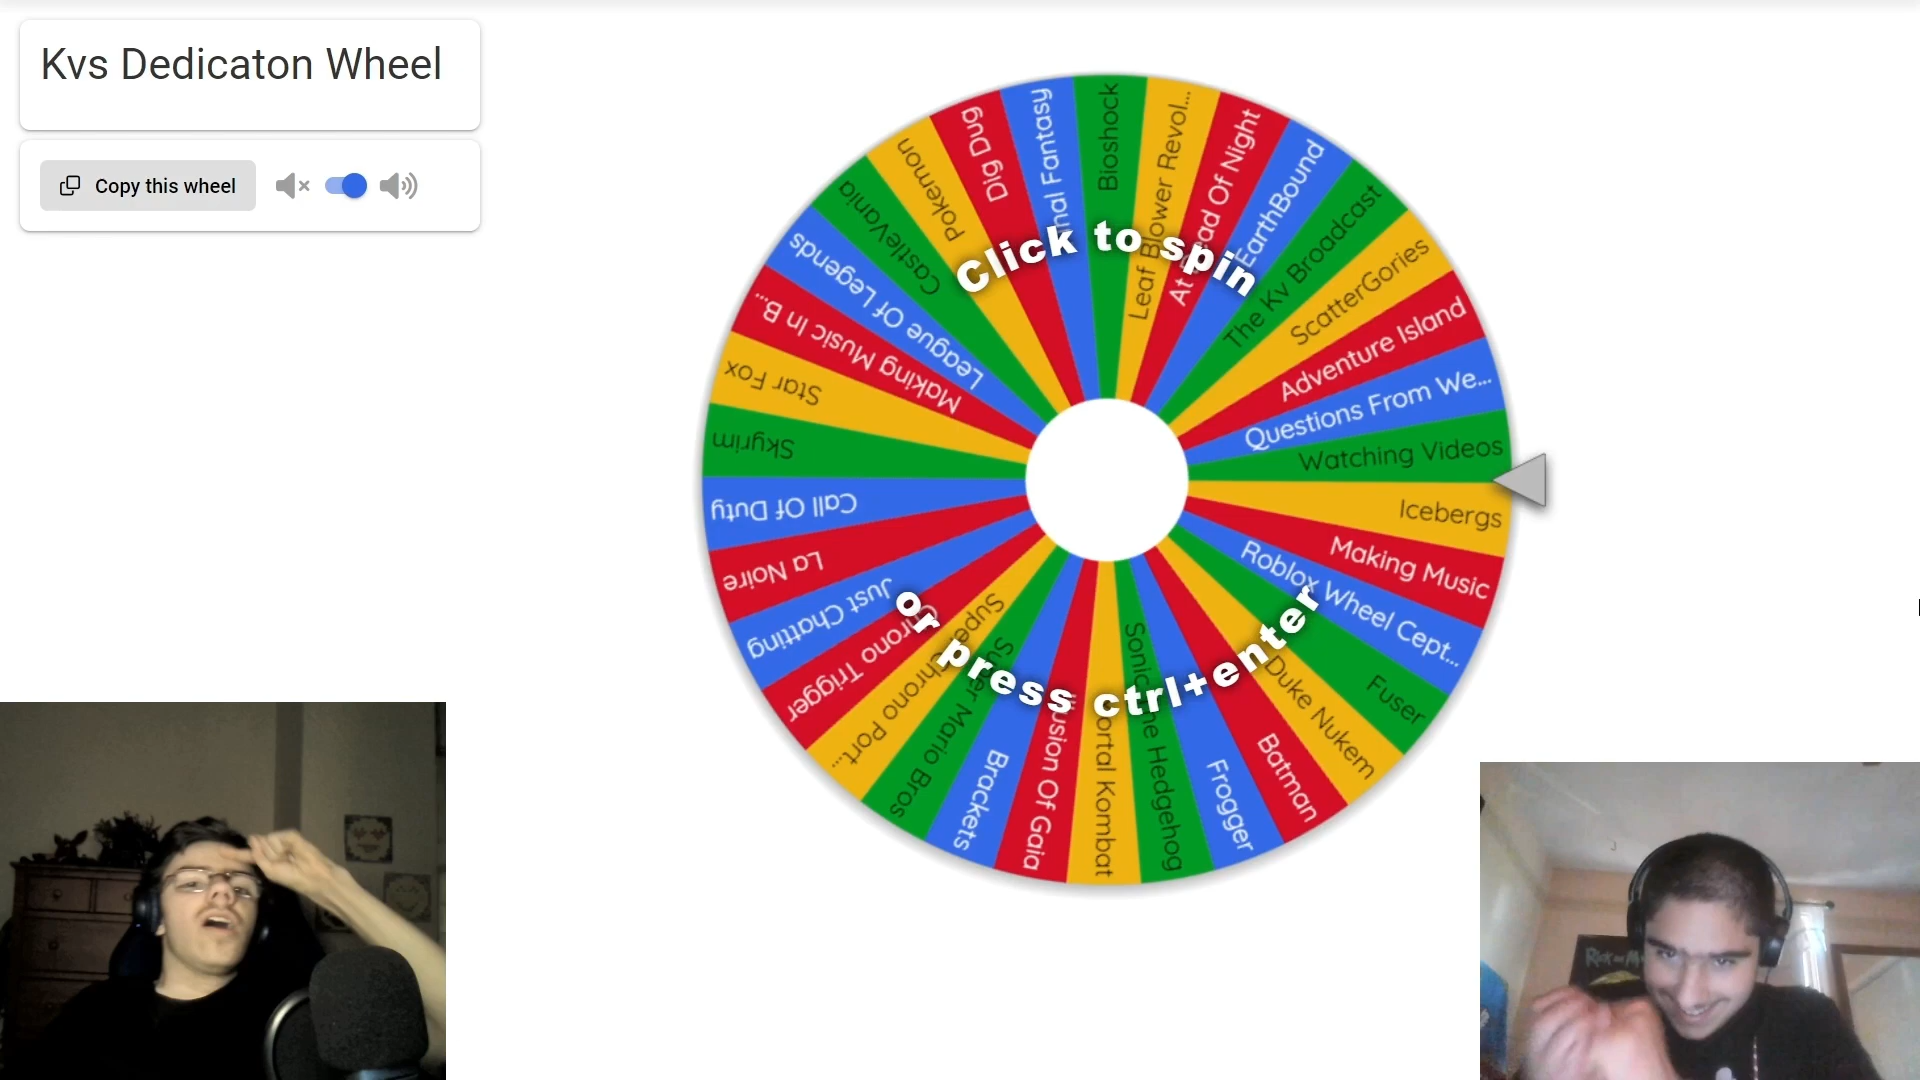 Kvs Dedicaton Wheel
Copy this wheel
Click to spin
or press ctrl+enter
Bioshock
Leaf Blower Revol...
At Dead Of Night
EarthBound
The Kv Broadcast
ScatterGories
Adventure Island
Questions From We...
Watching Videos
Icebergs
Making Music
Roblox Wheel Cept...
Fuser
Duke Nukem
Batman
Frogger
Sonic The Hedgehog
Mortal Kombat
Illusion Of Gaia
Brackets
Super Mario Bros
Super Chrono Port...
Chrono Trigger
Just Chatting
La Noire
Call Of Duty
Skyrim
Star Fox
Making Music In B...
League Of Legends
CastleVania
Pokemon
Dig Dug
Final Fantasy